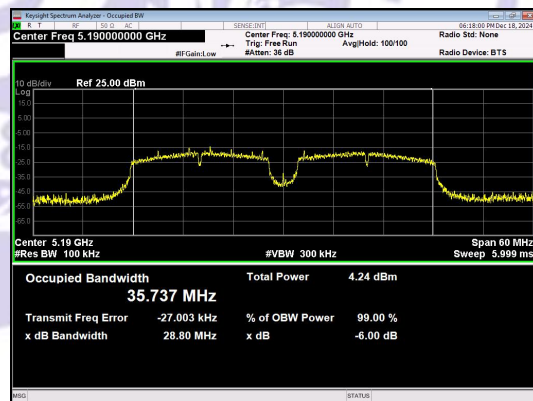 Keysight Spectrum Analyzer - Occupied BW
LXI R T RF 50 Ω AC SENSE:INT ALIGN AUTO 06:18:00 PM Dec 18, 2024
Center Freq 5.190000000 GHz Center Freq: 5.190000000 GHz Radio Std: None
Trig: Free Run Avg|Hold: 100/100
#IFGain:Low #Atten: 36 dB Radio Device: BTS
10 dB/div Ref 25.00 dBm
Log
15.0
5.00
-5.00
-15.0
-25.0
-35.0
-45.0
-55.0
-65.0
Center 5.19 GHz Span 60 MHz
#Res BW 100 kHz #VBW 300 kHz Sweep 5.999 ms
Occupied Bandwidth Total Power 4.24 dBm
35.737 MHz
Transmit Freq Error -27.003 kHz % of OBW Power 99.00 %
x dB Bandwidth 28.80 MHz x dB -6.00 dB
MSG STATUS